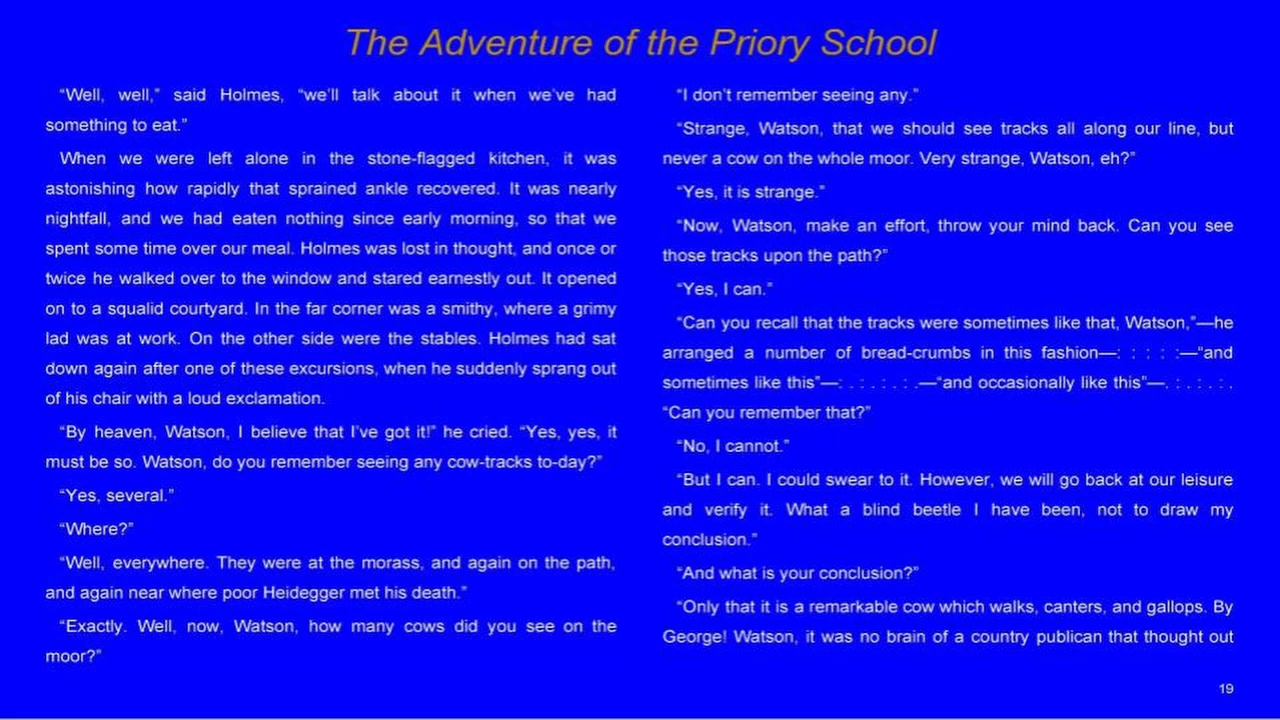 The Adventure of the Priory School
“Well, well,” said Holmes, “we’ll talk about it when we’ve had
something to eat.”
When we were left alone in the stone-flagged kitchen, it was
astonishing how rapidly that sprained ankle recovered. It was nearly
nightfall, and we had eaten nothing since early morning, so that we
spent some time over our meal. Holmes was lost in thought, and once or
twice he walked over to the window and stared earnestly out. It opened
on to a squalid courtyard. In the far corner was a smithy, where a grimy
lad was at work. On the other side were the stables. Holmes had sat
down again after one of these excursions, when he suddenly sprang out
of his chair with a loud exclamation.
“By heaven, Watson, I believe that I’ve got it!” he cried. “Yes, yes, it
must be so. Watson, do you remember seeing any cow-tracks to-day?”
“Yes, several.”
“Where?”
“Well, everywhere. They were at the morass, and again on the path,
and again near where poor Heidegger met his death.”
“Exactly. Well, now, Watson, how many cows did you see on the
moor?”
“I don’t remember seeing any.”
“Strange, Watson, that we should see tracks all along our line, but
never a cow on the whole moor. Very strange, Watson, eh?”
“Yes, it is strange.”
“Now, Watson, make an effort, throw your mind back. Can you see
those tracks upon the path?”
“Yes, I can.”
“Can you recall that the tracks were sometimes like that, Watson,”—he
arranged a number of bread-crumbs in this fashion—: : : : :—“and
sometimes like this”—: . : . : . : .—“and occasionally like this”—. : . : . : .
“Can you remember that?”
“No, I cannot.”
“But I can. I could swear to it. However, we will go back at our leisure
and verify it. What a blind beetle I have been, not to draw my
conclusion.”
“And what is your conclusion?”
“Only that it is a remarkable cow which walks, canters, and gallops. By
George! Watson, it was no brain of a country publican that thought out
19